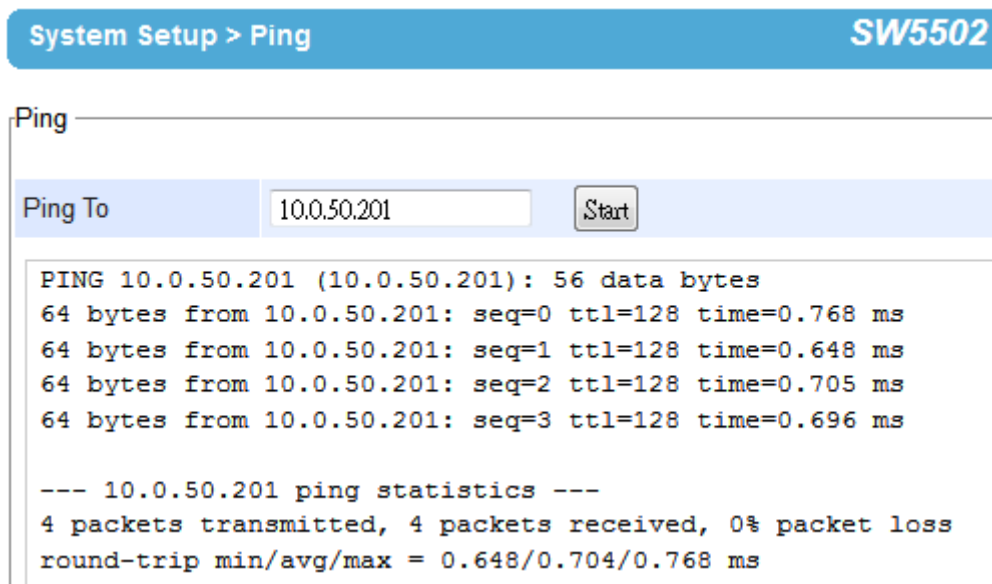 System Setup > Ping SW5502
Ping
Ping To 10.0.50.201 Start
PING 10.0.50.201 (10.0.50.201): 56 data bytes
64 bytes from 10.0.50.201: seq=0 ttl=128 time=0.768 ms
64 bytes from 10.0.50.201: seq=1 ttl=128 time=0.648 ms
64 bytes from 10.0.50.201: seq=2 ttl=128 time=0.705 ms
64 bytes from 10.0.50.201: seq=3 ttl=128 time=0.696 ms
--- 10.0.50.201 ping statistics ---
4 packets transmitted, 4 packets received, 0% packet loss
round-trip min/avg/max = 0.648/0.704/0.768 ms